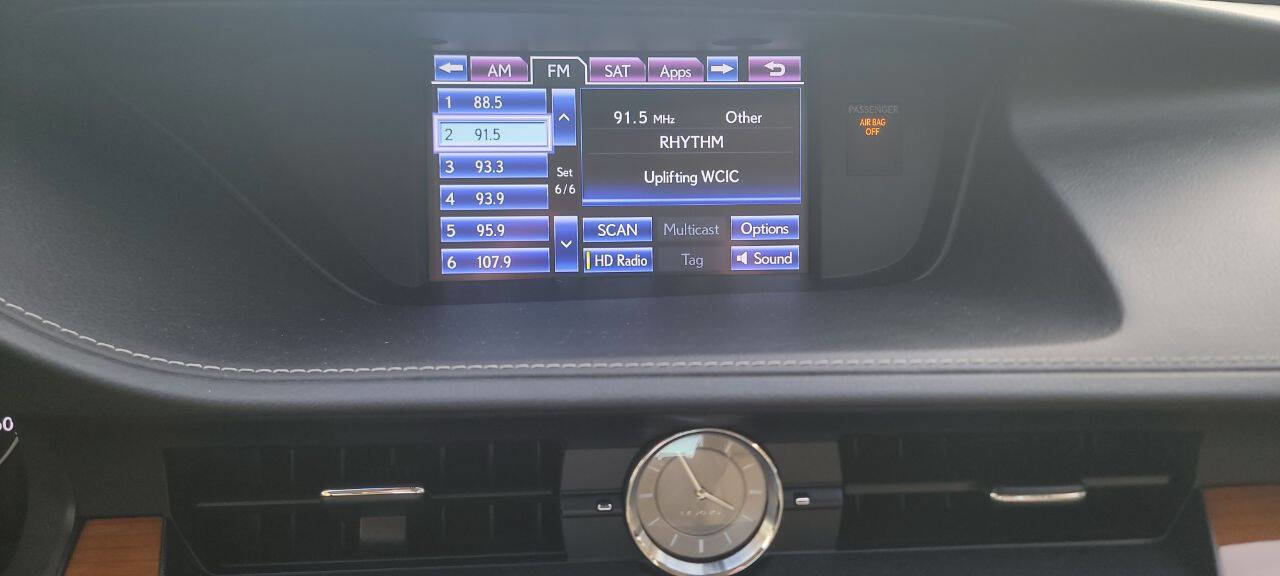 AM FM SAT Apps
1 88.5
2 91.5
3 93.3
4 93.9
5 95.9
6 107.9
Set
6/6
91.5 MHz Other
RHYTHM
Uplifting WCIC
SCAN Multicast Options
HD Radio Tag Sound
PASSENGER
AIR BAG
OFF
60